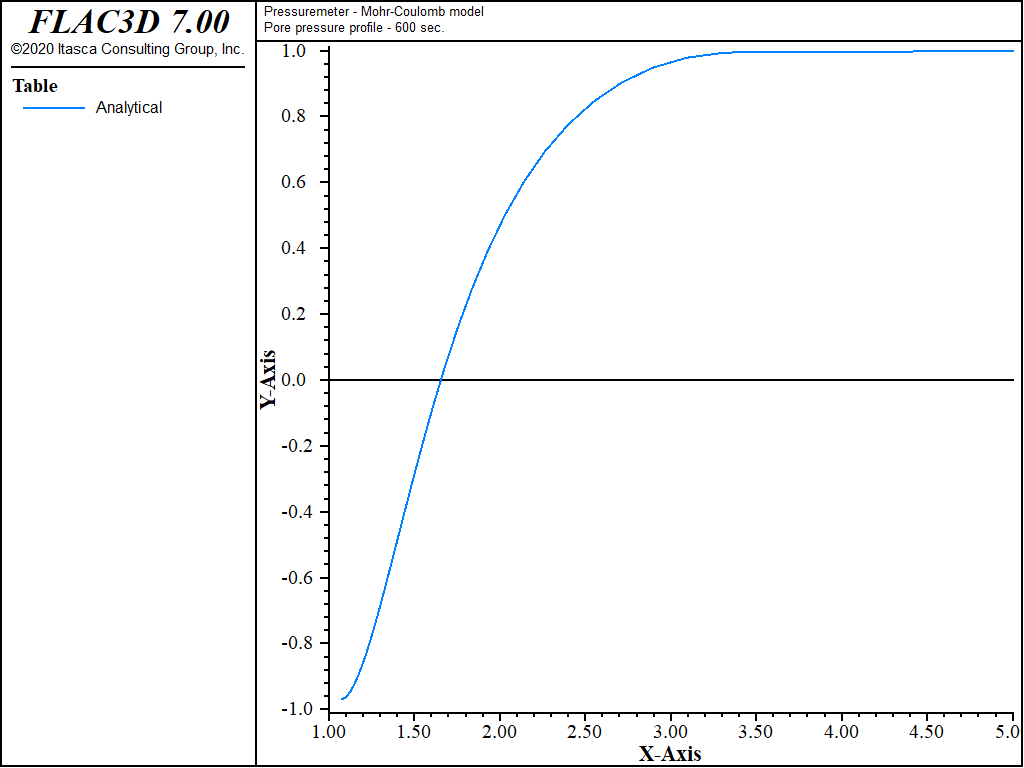 FLAC3D 7.00
©2020 Itasca Consulting Group, Inc.
Table
Analytical
Pressuremeter - Mohr-Coulomb model
Pore pressure profile - 600 sec.
Y-Axis
1.0
0.8
0.6
0.4
0.2
0.0
-0.2
-0.4
-0.6
-0.8
-1.0
1.00 1.50 2.00 2.50 3.00 3.50 4.00 4.50 5.0
X-Axis